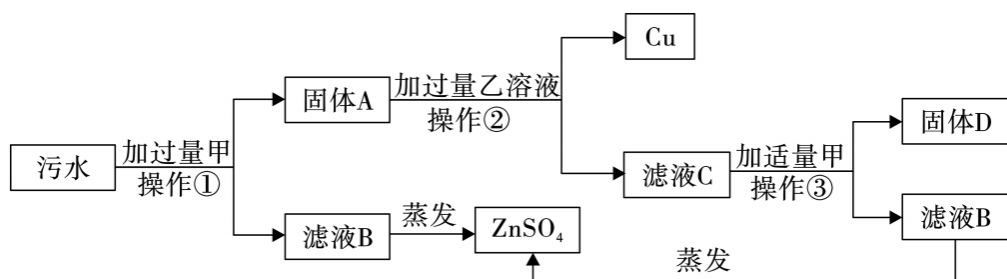 污水
加过量甲
操作①
固体A
加过量乙溶液
操作②
Cu
滤液C
加适量甲
操作③
固体D
滤液B
滤液B
蒸发
ZnSO₄
蒸发